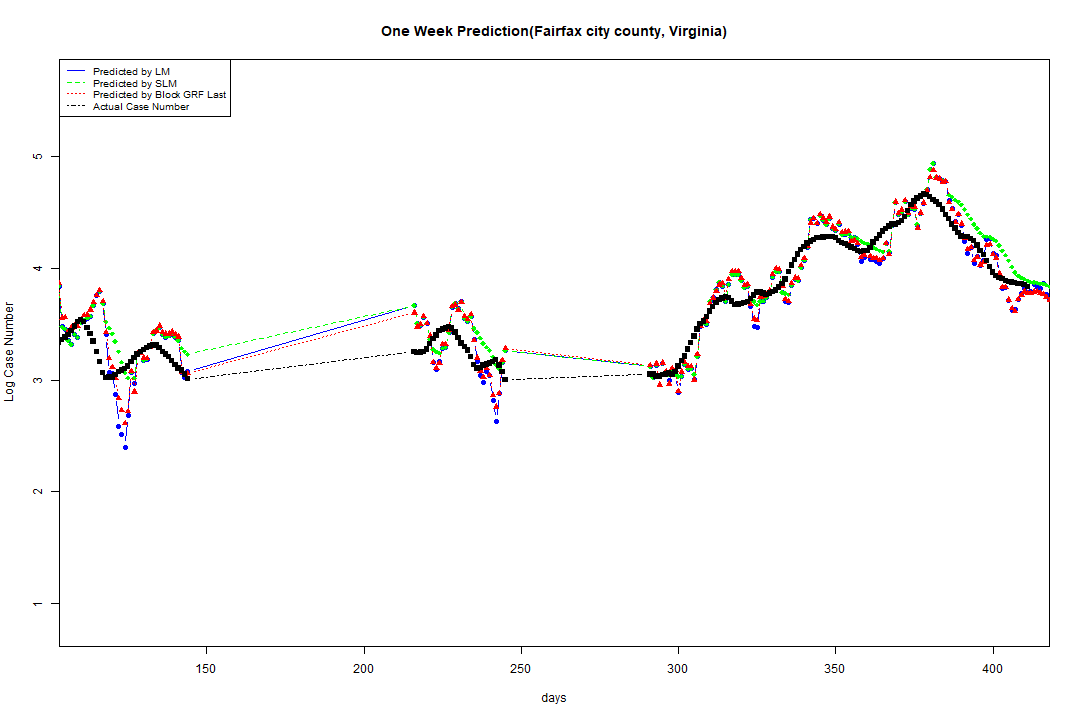 One Week Prediction(Fairfax city county, Virginia)
Predicted by LM
Predicted by SLM
Predicted by Block GRF Last
Actual Case Number
5
4
3
2
1
Log Case Number
150
200
250
300
350
400
days